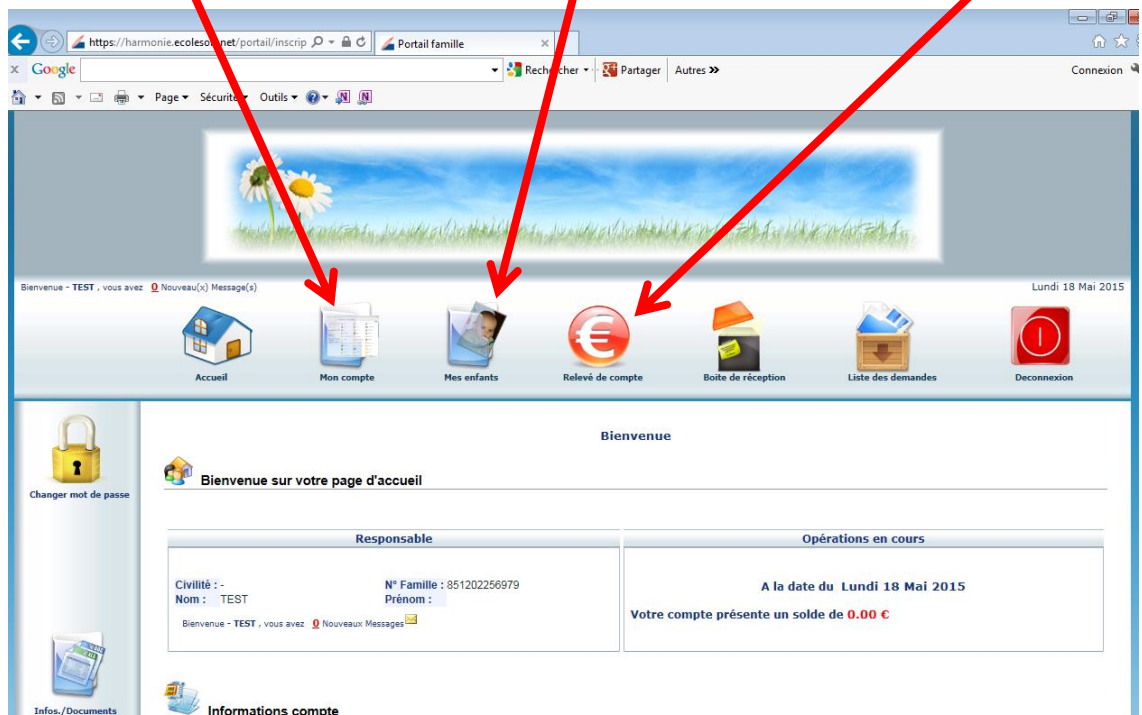 https://harmonie.ecolesoft.net/portail/inscrip
Portail famille
x Google Rechercher Partager Autres » Connexion
Page Sécurité Outils
Bienvenue - TEST , vous avez 0 Nouveau(x) Message(s)
Lundi 18 Mai 2015
Accueil Mon compte Mes enfants Relevé de compte Boite de réception Liste des demandes Deconnexion
Changer mot de passe
Bienvenue
Bienvenue sur votre page d'accueil
Responsable
Civilité : - N° Famille : 851202256979
Nom : TEST Prénom :
Bienvenue - TEST , vous avez 0 Nouveaux Messages
Opérations en cours
A la date du Lundi 18 Mai 2015
Votre compte présente un solde de 0.00 €
Infos./Documents
Informations compte